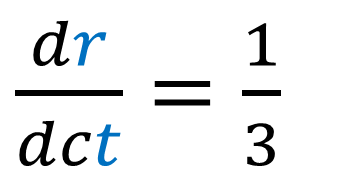 dr/dct = 1/3